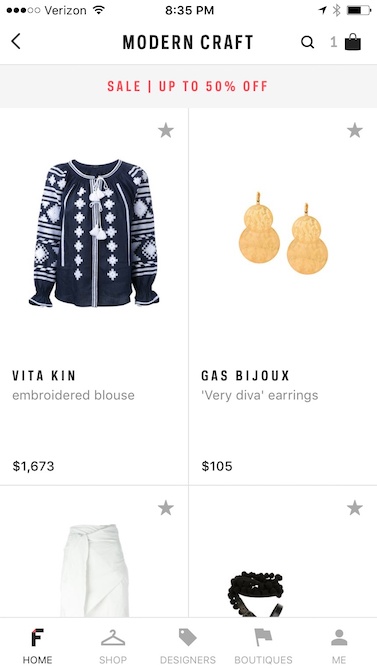 Verizon 8:35 PM
MODERN CRAFT 1
SALE | UP TO 50% OFF
VITA KIN
embroidered blouse
$1,673
GAS BIJOUX
'Very diva' earrings
$105
F
HOME SHOP DESIGNERS BOUTIQUES ME